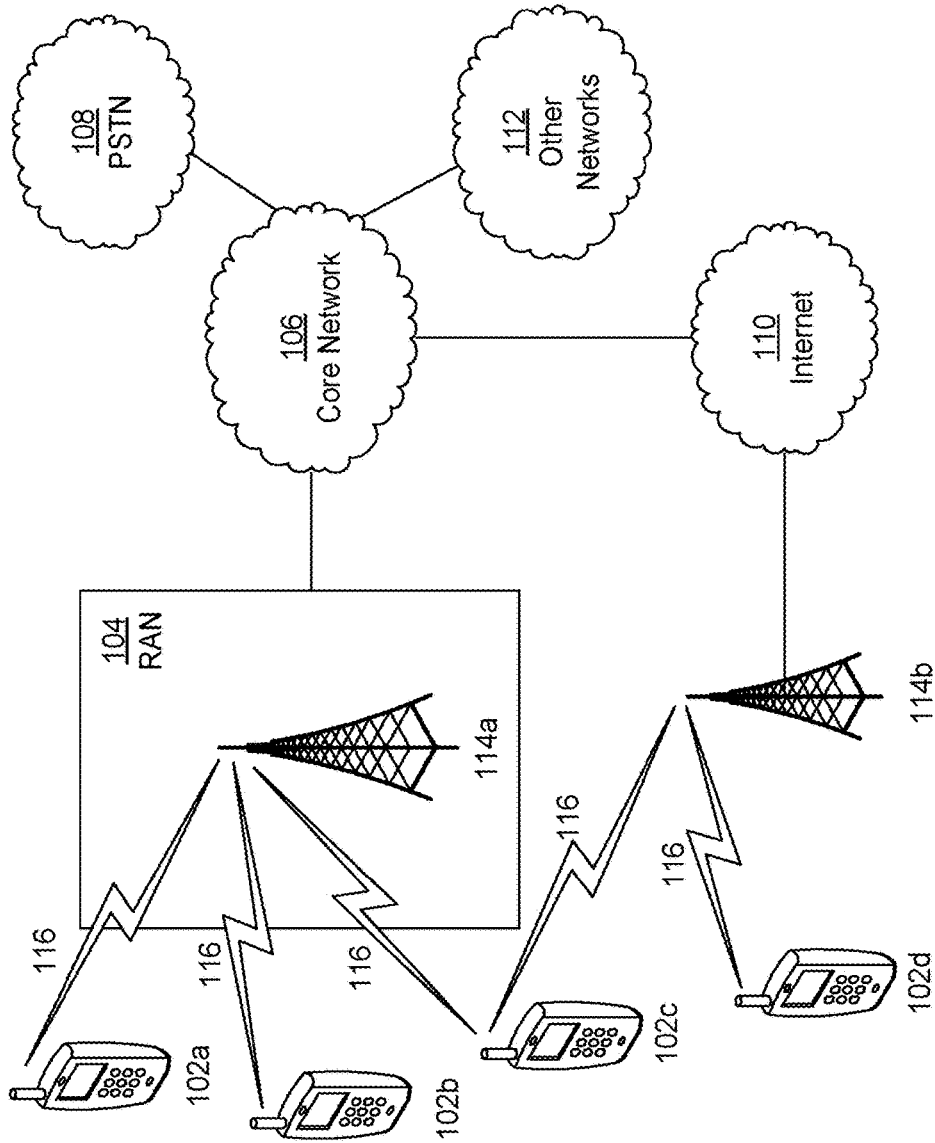 108
PSTN
106
Core Network
112
Other
Networks
104
RAN
110
Internet
114a
114b
116
116
116
116
116
102a
102b
102c
102d